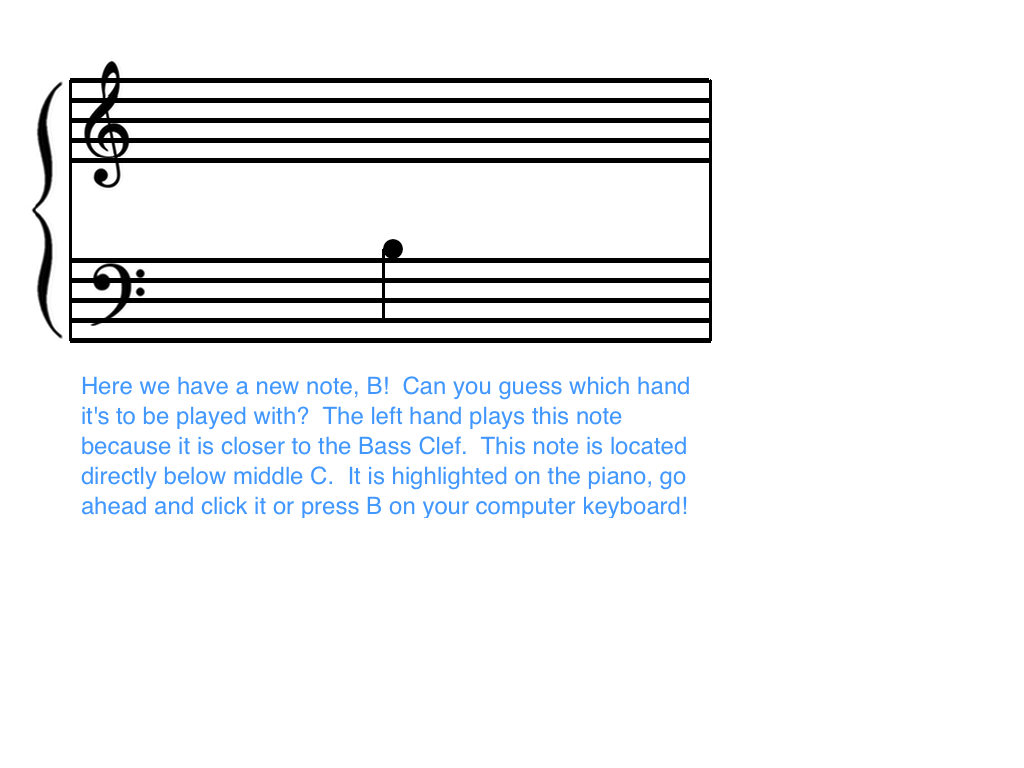 Here we have a new note, B!  Can you guess which hand
it's to be played with?  The left hand plays this note
because it is closer to the Bass Clef.  This note is located
directly below middle C.  It is highlighted on the piano, go
ahead and click it or press B on your computer keyboard!